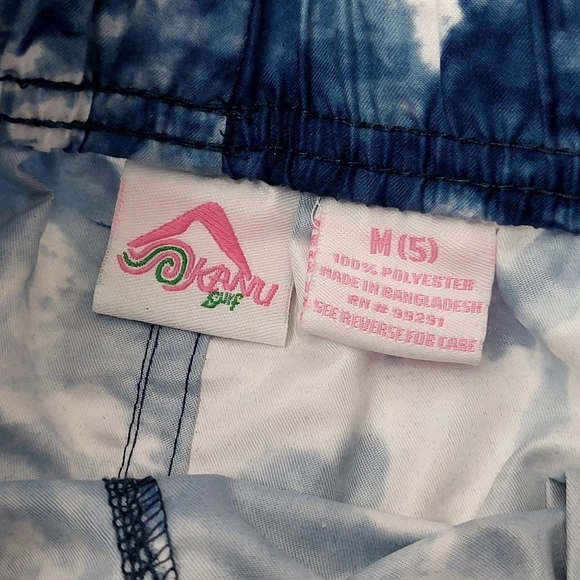 KANU
Surf
M (5)
100% POLYESTER
MADE IN BANGLADESH
RN # 99291
SEE REVERSE FOR CARE